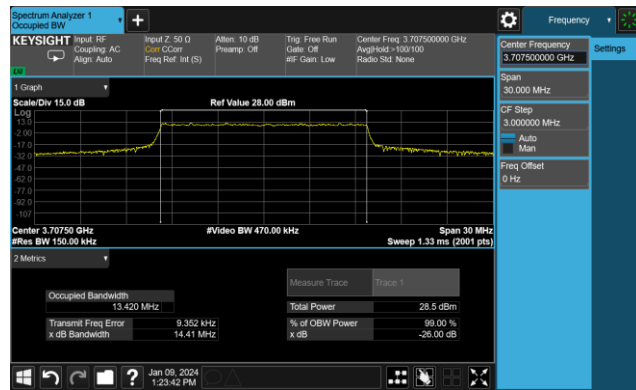 Spectrum Analyzer 1
Occupied BW
Frequency
KEYSIGHT
Input: RF
Coupling: AC
Align: Auto
Input Z: 50 Ω
Corr CCorr
Freq Ref: Int (S)
Atten: 10 dB
Preamp: Off
Trig: Free Run
Gate: Off
#IF Gain: Low
Center Freq: 3.707500000 GHz
Avg|Hold:>100/100
Radio Std: None
Center Frequency
3.707500000 GHz
Settings
Span
30.000 MHz
CF Step
3.000000 MHz
Auto
Man
Freq Offset
0 Hz
1 Graph
Scale/Div 15.0 dB
Ref Value 28.00 dBm
Log
13.0
-2.00
-17.0
-32.0
-47.0
-62.0
-77.0
-92.0
-107
Center 3.70750 GHz
#Video BW 470.00 kHz
Span 30 MHz
#Res BW 150.00 kHz
Sweep 1.33 ms (2001 pts)
2 Metrics
Measure Trace
Trace 1
Occupied Bandwidth
13.420 MHz
Total Power
28.5 dBm
Transmit Freq Error
9.352 kHz
% of OBW Power
99.00 %
x dB Bandwidth
14.41 MHz
x dB
-26.00 dB
Jan 09, 2024
1:23:42 PM